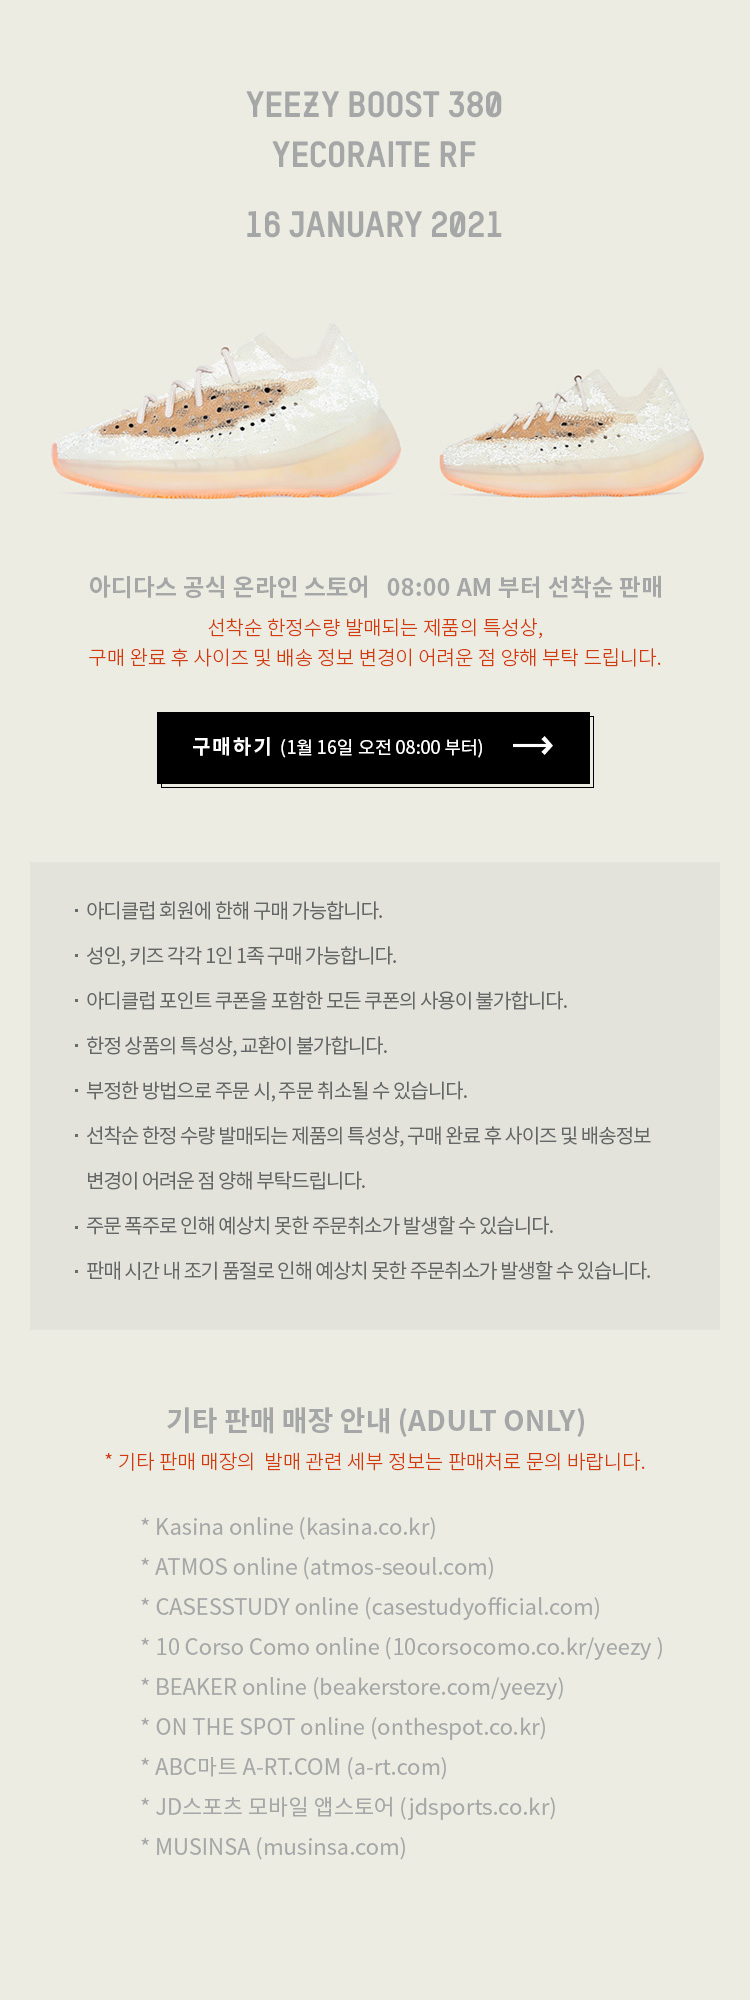 YEEZY BOOST 380
YECORAITE RF
16 JANUARY 2021
아디다스 공식 온라인 스토어 08:00 AM 부터 선착순 판매
선착순 한정수량 발매되는 제품의 특성상,
구매 완료 후 사이즈 및 배송 정보 변경이 어려운 점 양해 부탁 드립니다.
구매하기 (1월 16일 오전 08:00 부터) →
· 아디클럽 회원에 한해 구매 가능합니다.
· 성인, 키즈 각각 1인 1족 구매 가능합니다.
· 아디클럽 포인트 쿠폰을 포함한 모든 쿠폰의 사용이 불가합니다.
· 한정 상품의 특성상, 교환이 불가합니다.
· 부정한 방법으로 주문 시, 주문 취소될 수 있습니다.
· 선착순 한정 수량 발매되는 제품의 특성상, 구매 완료 후 사이즈 및 배송정보
변경이 어려운 점 양해 부탁드립니다.
· 주문 폭주로 인해 예상치 못한 주문취소가 발생할 수 있습니다.
· 판매 시간 내 조기 품절로 인해 예상치 못한 주문취소가 발생할 수 있습니다.
기타 판매 매장 안내 (ADULT ONLY)
* 기타 판매 매장의 발매 관련 세부 정보는 판매처로 문의 바랍니다.
* Kasina online (kasina.co.kr)
* ATMOS online (atmos-seoul.com)
* CASESSTUDY online (casestudyofficial.com)
* 10 Corso Como online (10corsocomo.co.kr/yeezy )
* BEAKER online (beakerstore.com/yeezy)
* ON THE SPOT online (onthespot.co.kr)
* ABC마트 A-RT.COM (a-rt.com)
* JD스포츠 모바일 앱스토어 (jdsports.co.kr)
* MUSINSA (musinsa.com)